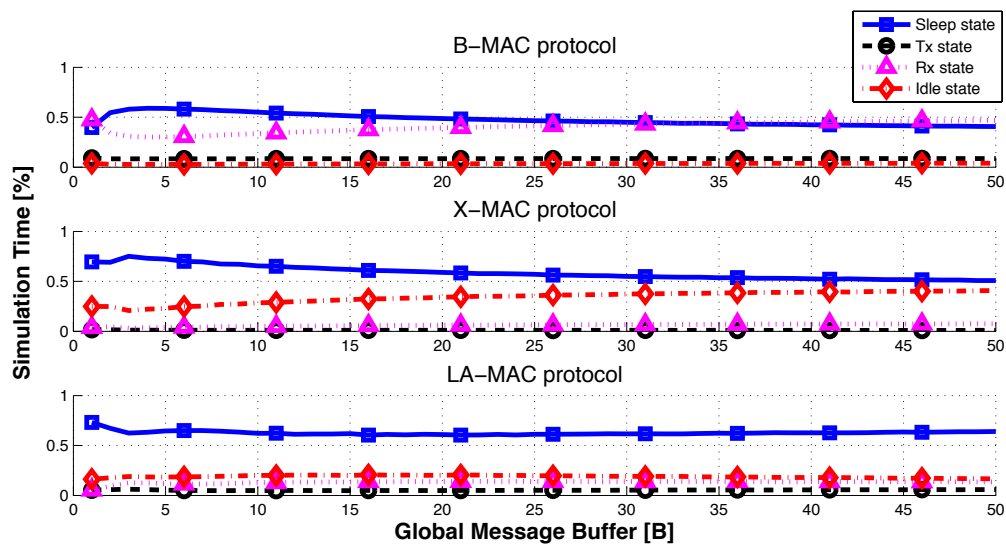 Sleep state
Tx state
Rx state
Idle state
B−MAC protocol
1
0.5
0
0 5 10 15 20 25 30 35 40 45 50
X−MAC protocol
1
0.5
0
0 5 10 15 20 25 30 35 40 45 50
LA−MAC protocol
1
0.5
0
0 5 10 15 20 25 30 35 40 45 50
Simulation Time [%]
Global Message Buffer [B]